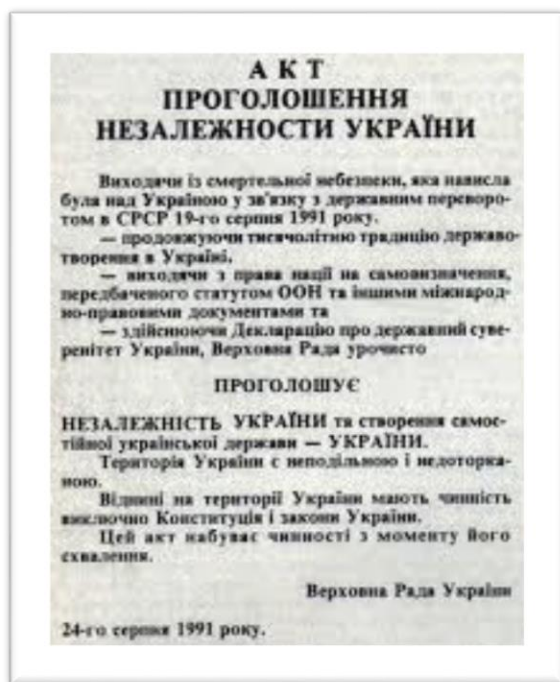 АКТ
ПРОГОЛОШЕННЯ
НЕЗАЛЕЖНОСТИ УКРАЇНИ
Виходячи із смертельної небезпеки, яка нависла
була над Україною у зв'язку з державним переворо-
том в СРСР 19-го серпня 1991 року.
— продовжуючи тисячолітню традицію державо-
творення в Україні.
— виходячи з права нації на самовизначення,
передбаченого статутом ООН та іншими міжнарод-
но-правовими документами та
— здійснюючи Декларацію про державний суве-
ренітет України, Верховна Рада урочисто
ПРОГОЛОШУЄ
НЕЗАЛЕЖНІСТЬ УКРАЇНИ та створення самос-
тійної української держави — УКРАЇНИ.
Територія України є неподільною і недоторка-
ною.
Віднині на території України мають чинність
виключно Конституція і закони України.
Цей акт набуває чинності з моменту його
схвалення.
Верховна Рада України
24-го серпня 1991 року.